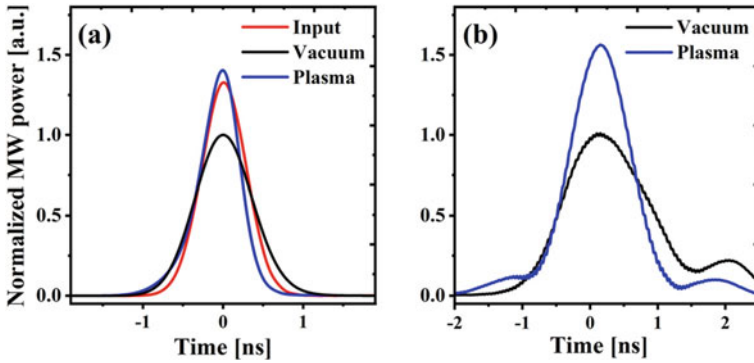 Normalized MW power [a.u.]
(a)
Input
Vacuum
Plasma
1.5
1.0
0.5
0.0
-1
0
1
Time [ns]
(b)
Vacuum
Plasma
1.5
1.0
0.5
0.0
-2
-1
0
1
2
Time [ns]